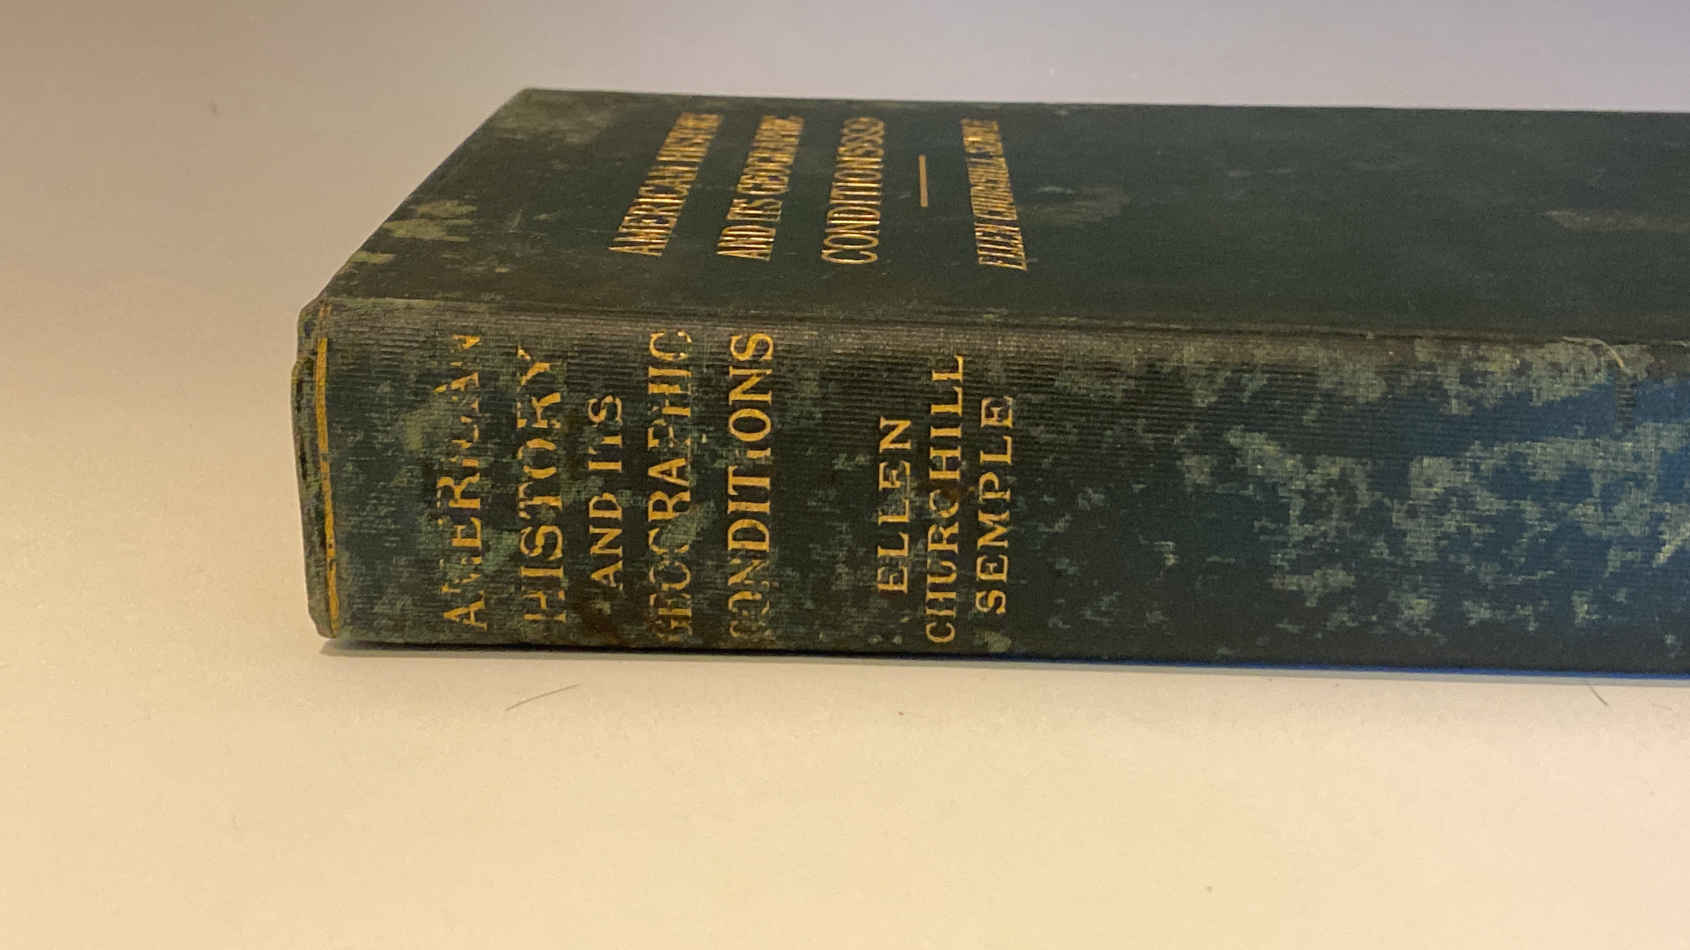 AMERICAN HISTORY
AND ITS GEOGRAPHIC
CONDITIONS
ELLEN CHURCHILL SEMPLE
AMERICAN
HISTORY
AND ITS
GEOGRAPHIC
CONDITIONS
ELLEN
CHURCHILL
SEMPLE